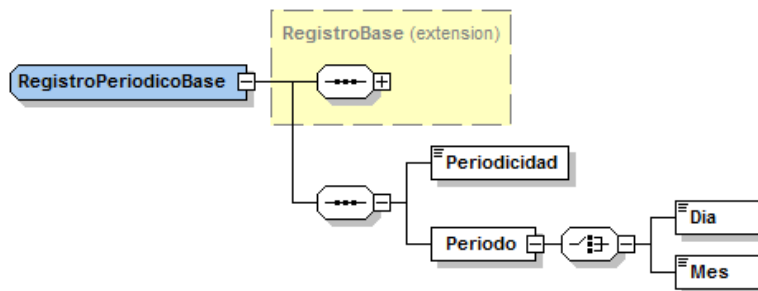 RegistroBase (extension)
RegistroPeriodicoBase
Periodicidad
Periodo
Dia
Mes